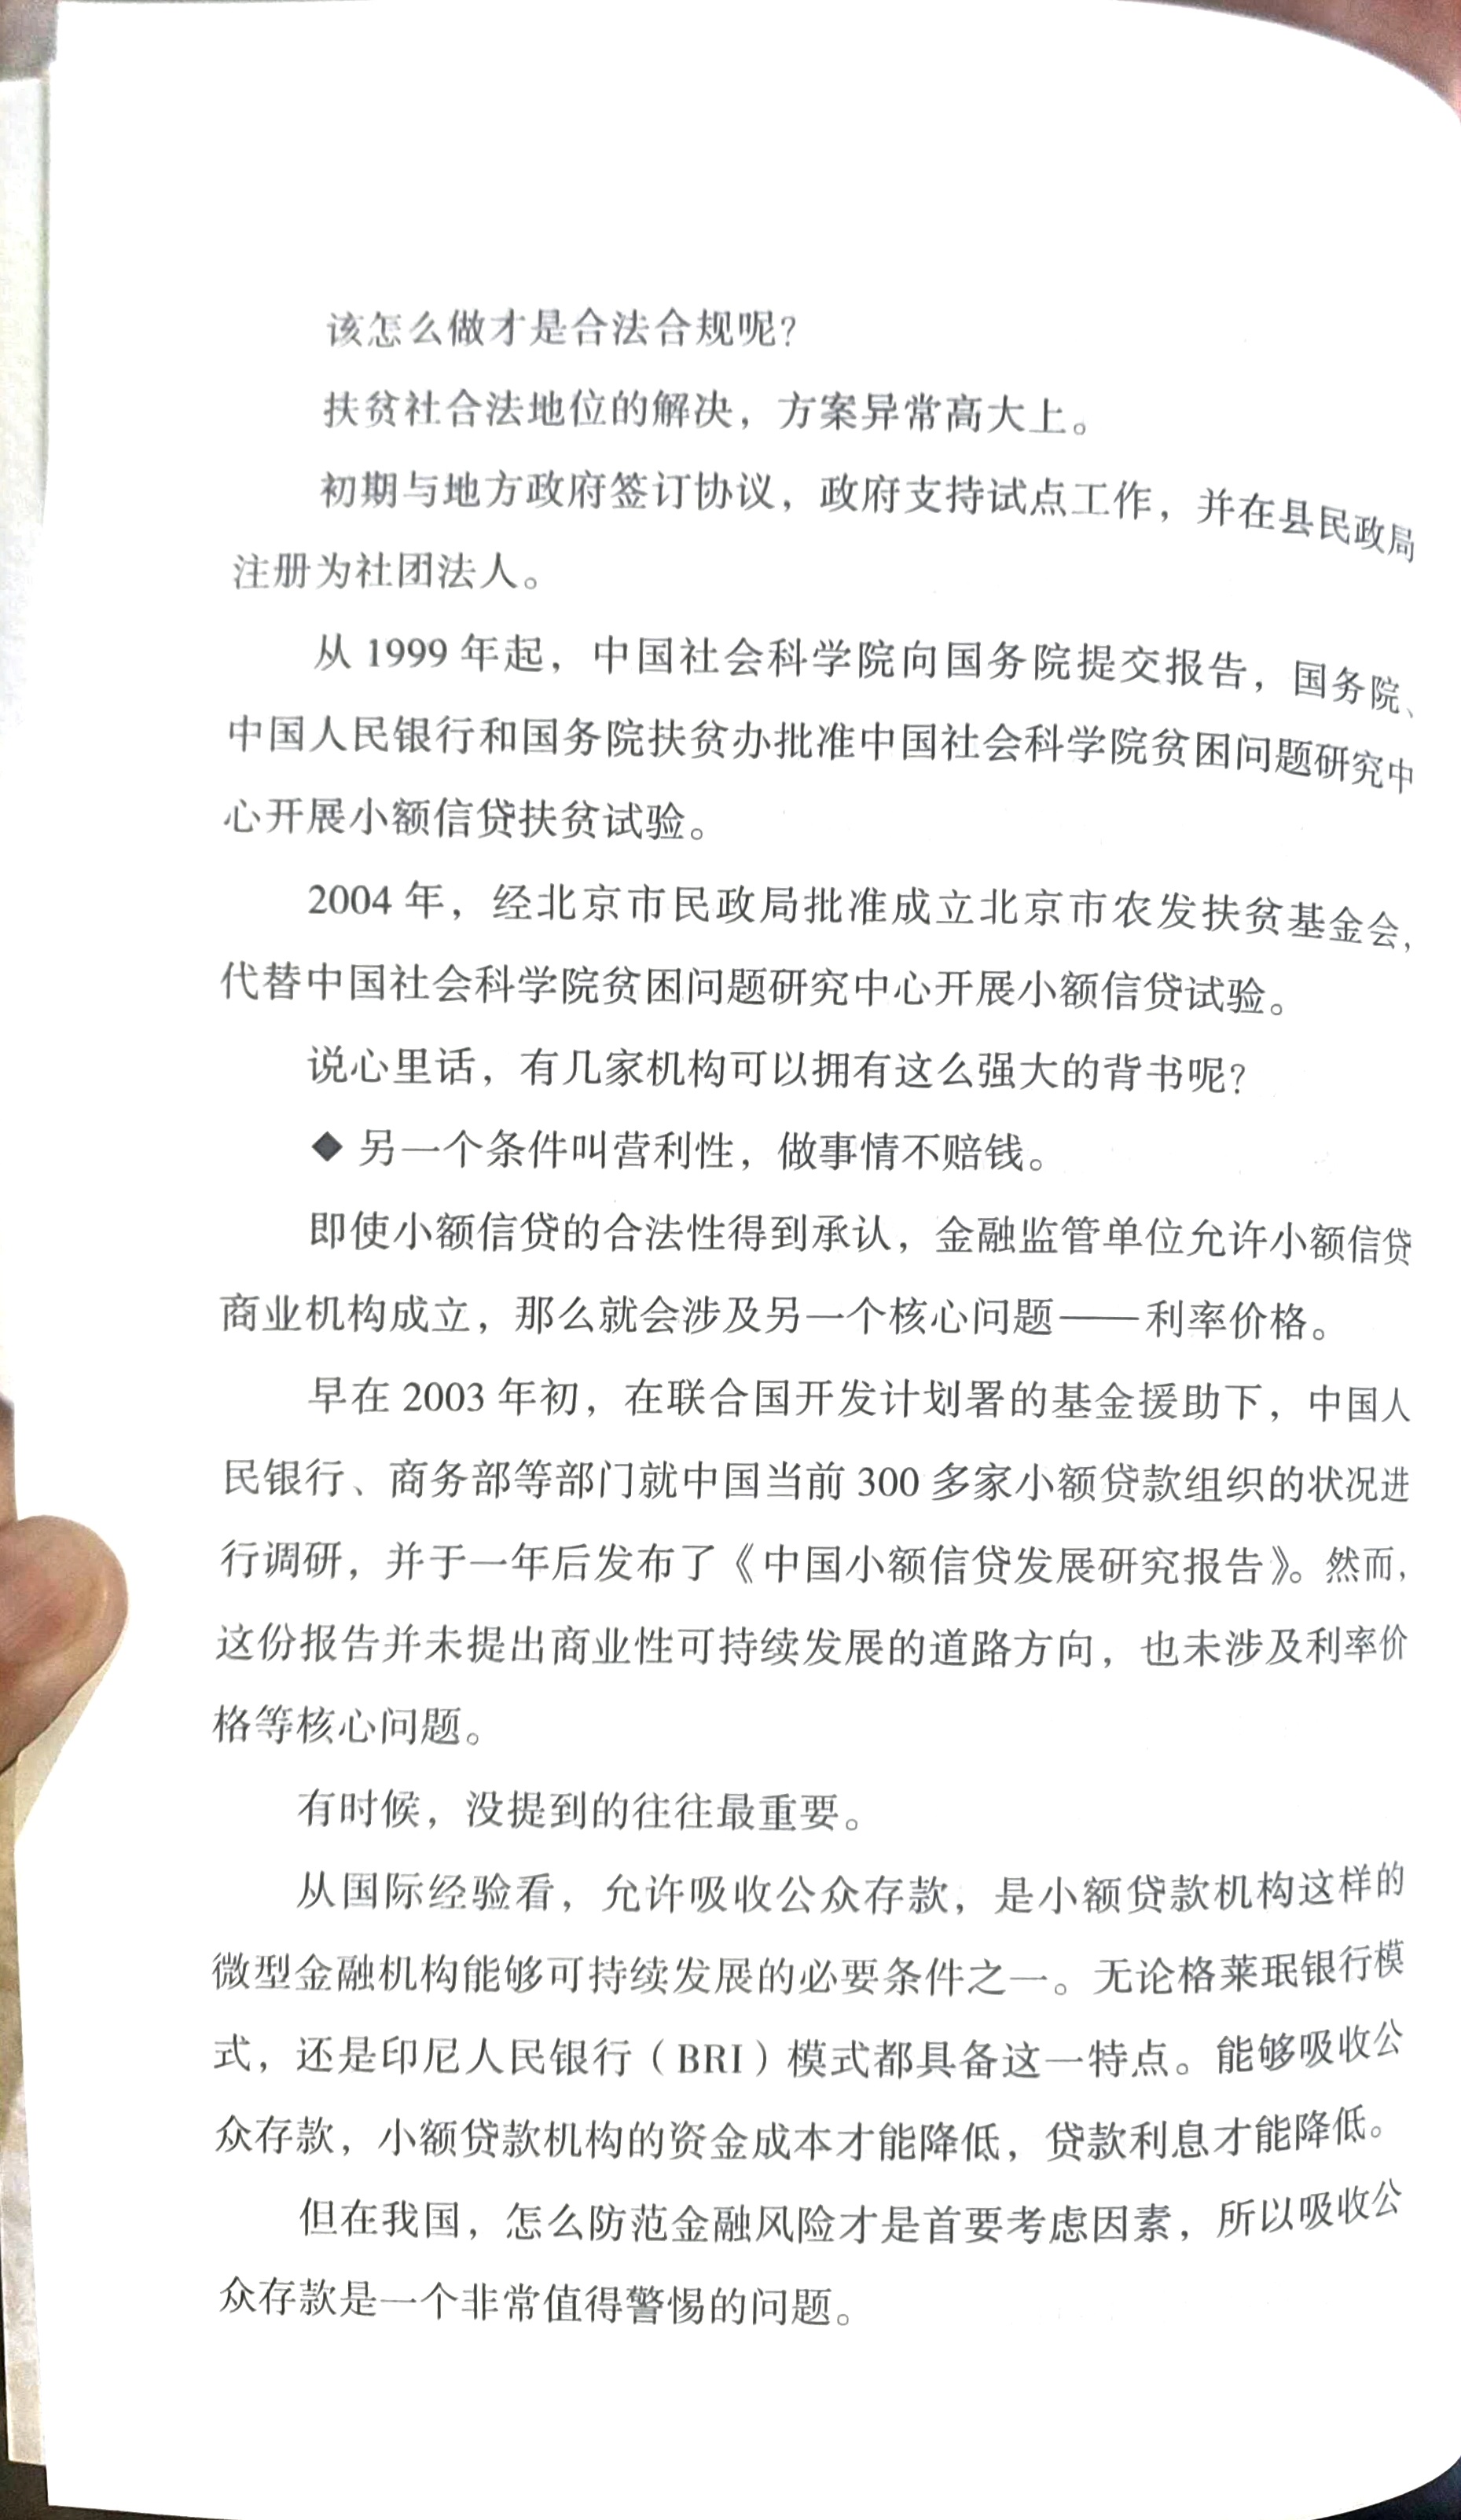 该怎么做才是合法合规呢?
扶贫社合法地位的解决，方案异常高大上。
初期与地方政府签订协议，政府支持试点工作，并在县民政局
注册为社团法人。
从 1999 年起，中国社会科学院向国务院提交报告，国务院、
中国人民银行和国务院扶贫办批准中国社会科学院贫困问题研究中
心开展小额信贷扶贫试验。
2004 年，经北京市民政局批准成立北京市农发扶贫基金会，
代替中国社会科学院贫困问题研究中心开展小额信贷试验。
说心里话，有几家机构可以拥有这么强大的背书呢?
◆ 另一个条件叫营利性，做事情不赔钱。
即使小额信贷的合法性得到承认，金融监管单位允许小额信贷
商业机构成立，那么就会涉及另一个核心问题——利率价格。
早在 2003 年初，在联合国开发计划署的基金援助下，中国人
民银行、商务部等部门就中国当前 300 多家小额贷款组织的状况进
行调研，并于一年后发布了《中国小额信贷发展研究报告》。然而，
这份报告并未提出商业性可持续发展的道路方向，也未涉及利率价
格等核心问题。
有时候，没提到的往往最重要。
从国际经验看，允许吸收公众存款，是小额贷款机构这样的
微型金融机构能够可持续发展的必要条件之一。无论格莱珉银行模
式，还是印尼人民银行（BRI）模式都具备这一特点。能够吸收公
众存款，小额贷款机构的资金成本才能降低，贷款利息才能降低。
但在我国，怎么防范金融风险才是首要考虑因素，所以吸收公
众存款是一个非常值得警惕的问题。